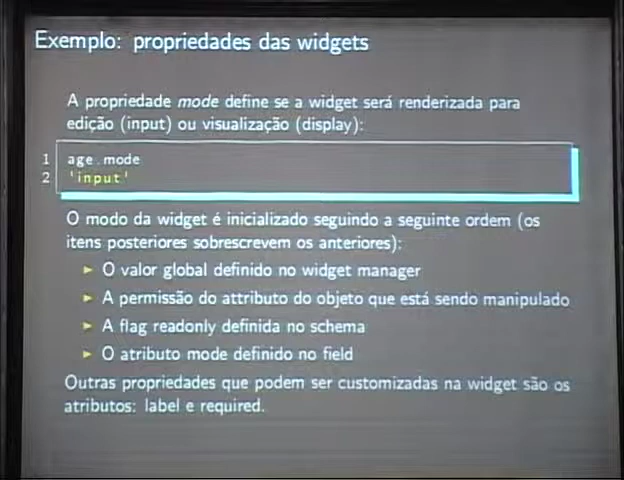 Exemplo: propriedades das widgets
A propriedade mode define se a widget será renderizada para
edição (input) ou visualização (display):
1 age.mode
2 'input'
O modo da widget é inicializado seguindo a seguinte ordem (os
itens posteriores sobrescrevem os anteriores):
► O valor global definido no widget manager
► A permissão do attributo do objeto que está sendo manipulado
► A flag readonly definida no schema
► O atributo mode definido no field
Outras propriedades que podem ser customizadas na widget são os
atributos: label e required.